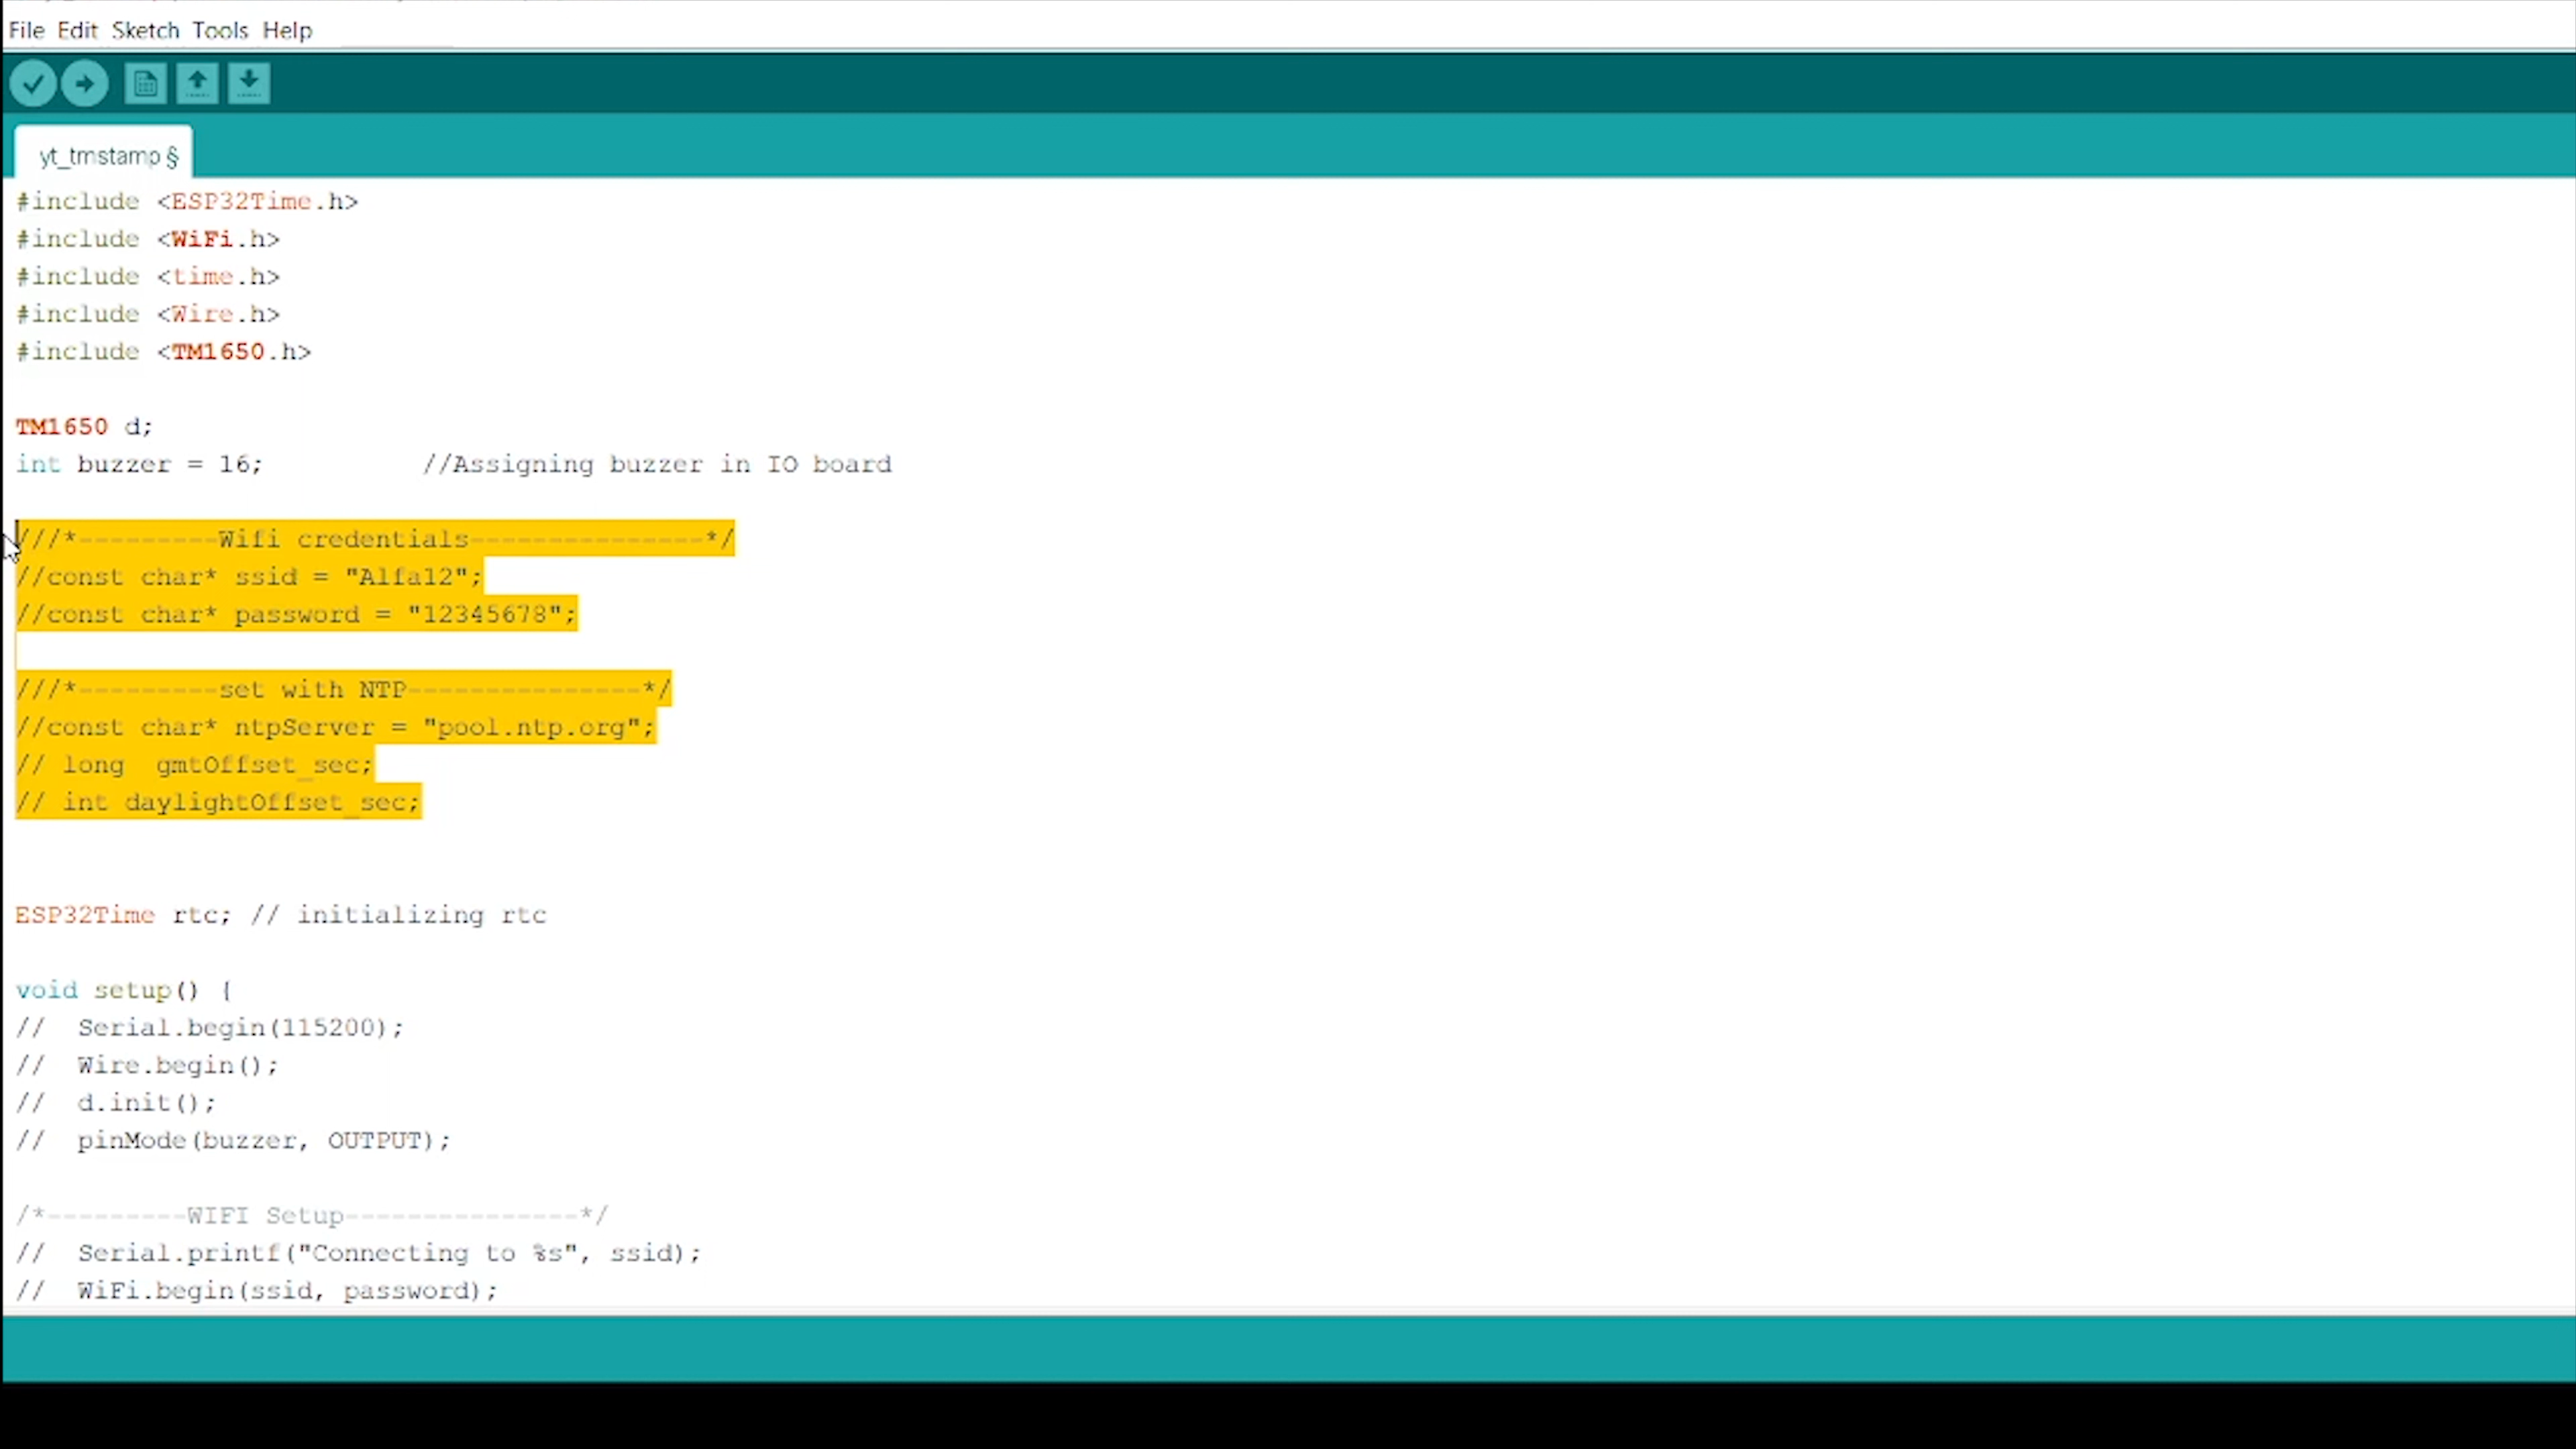 File Edit Sketch Tools Help
yt_tmstamp §
#include <ESP32Time.h>
#include <WiFi.h>
#include <time.h>
#include <Wire.h>
#include <TM1650.h>
TM1650 d;
int buzzer = 16; //Assigning buzzer in IO board
///*---------Wifi credentials---------------*/
//const char* ssid = "Alfa12";
//const char* password = "12345678";
///*---------set with NTP---------------*/
//const char* ntpServer = "pool.ntp.org";
// long  gmtOffset_sec;
// int daylightOffset_sec;
ESP32Time rtc; // initializing rtc
void setup() {
//  Serial.begin(115200);
//  Wire.begin();
//  d.init();
//  pinMode(buzzer, OUTPUT);
/*---------WIFI Setup---------------*/
//  Serial.printf("Connecting to %s", ssid);
//  WiFi.begin(ssid, password);